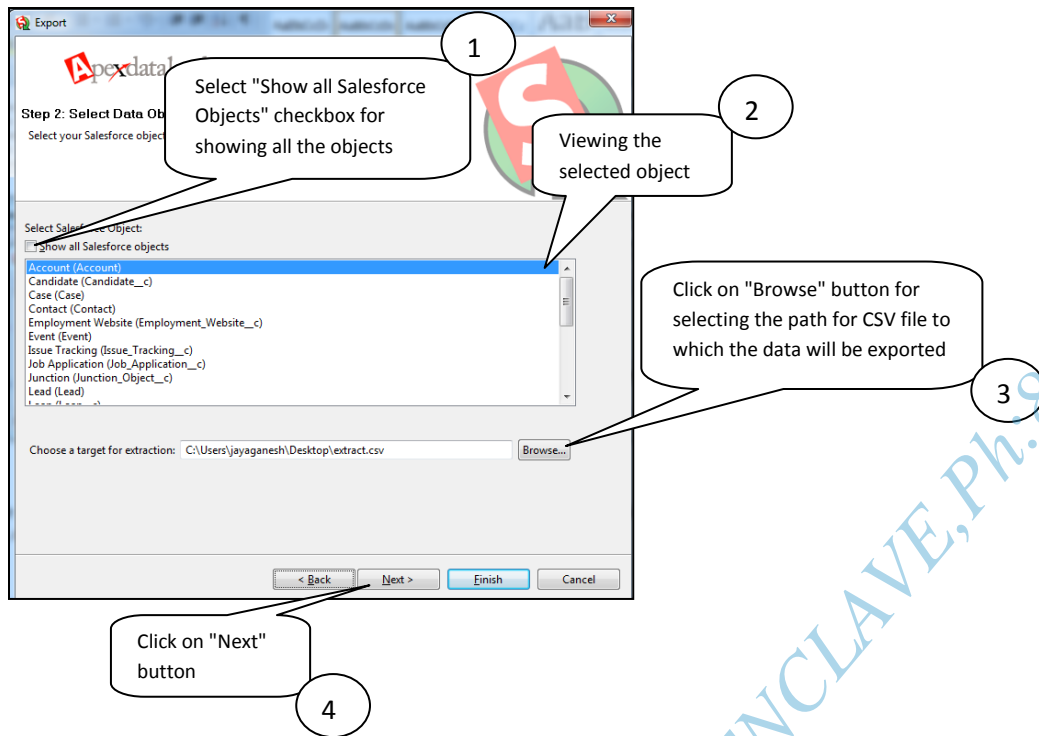 Export
1
Apexdatal
Select "Show all Salesforce
Objects" checkbox for
showing all the objects
2
Viewing the
selected object
Step 2: Select Data Ob
Select your Salesforce object
Select Salesforce Object:
Show all Salesforce objects
Account (Account)
Candidate (Candidate__c)
Case (Case)
Contact (Contact)
Employment Website (Employment_Website__c)
Event (Event)
Issue Tracking (Issue_Tracking__c)
Job Application (Job_Application__c)
Junction (Junction_Object__c)
Lead (Lead)
Click on "Browse" button for
selecting the path for CSV file to
which the data will be exported
3
Choose a target for extraction: C:\Users\jayaganesh\Desktop\extract.csv Browse...
< Back Next > Finish Cancel
Click on "Next"
button
4
NCLAVE,Ph: